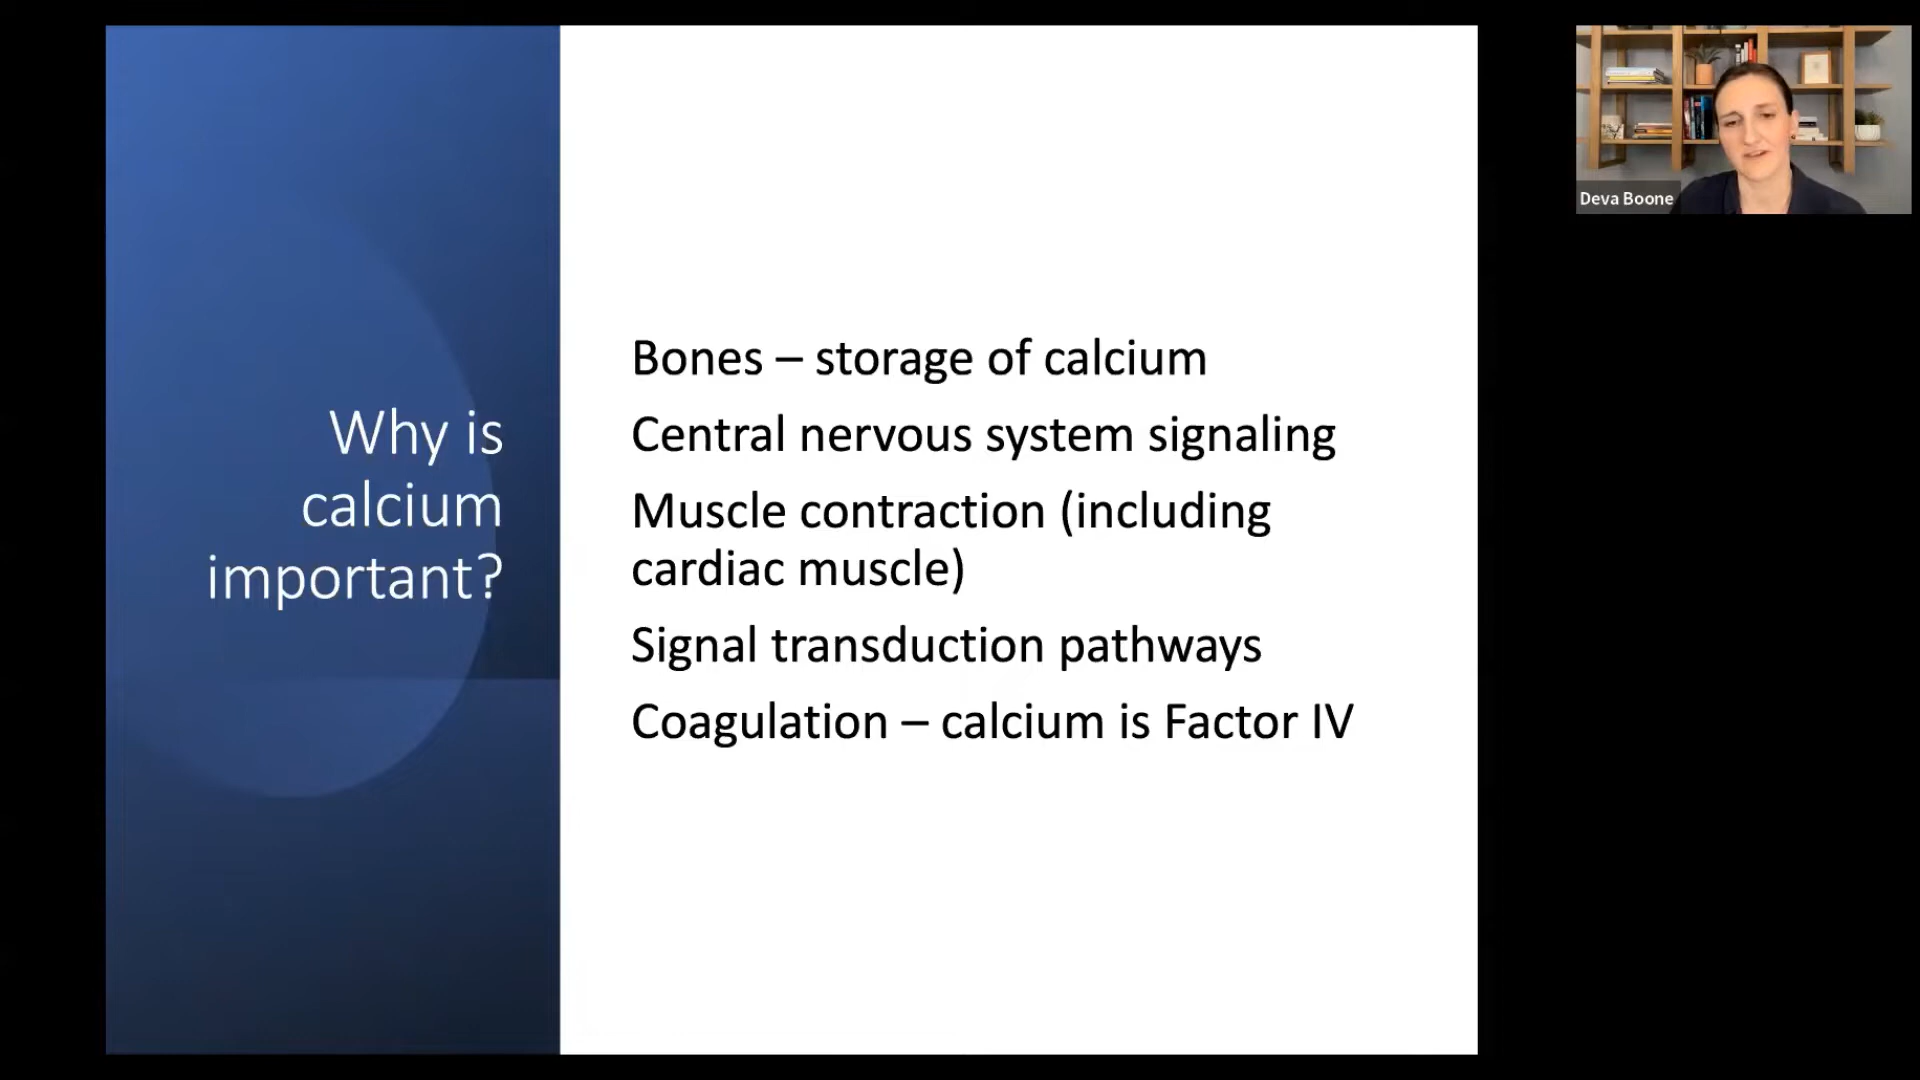 Why is
calcium
important?
Bones – storage of calcium
Central nervous system signaling
Muscle contraction (including
cardiac muscle)
Signal transduction pathways
Coagulation – calcium is Factor IV
Deva Boone